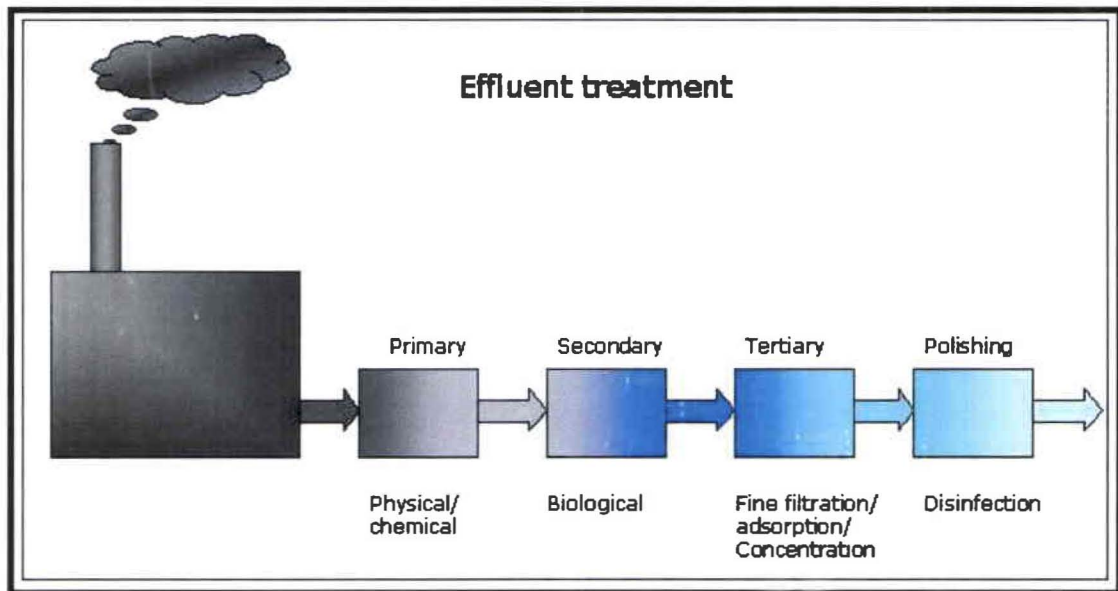 Effluent treatment
Primary
Secondary
Tertiary
Polishing
Physical/
chemical
Biological
Fine filtration/
adsorption/
Concentration
Disinfection